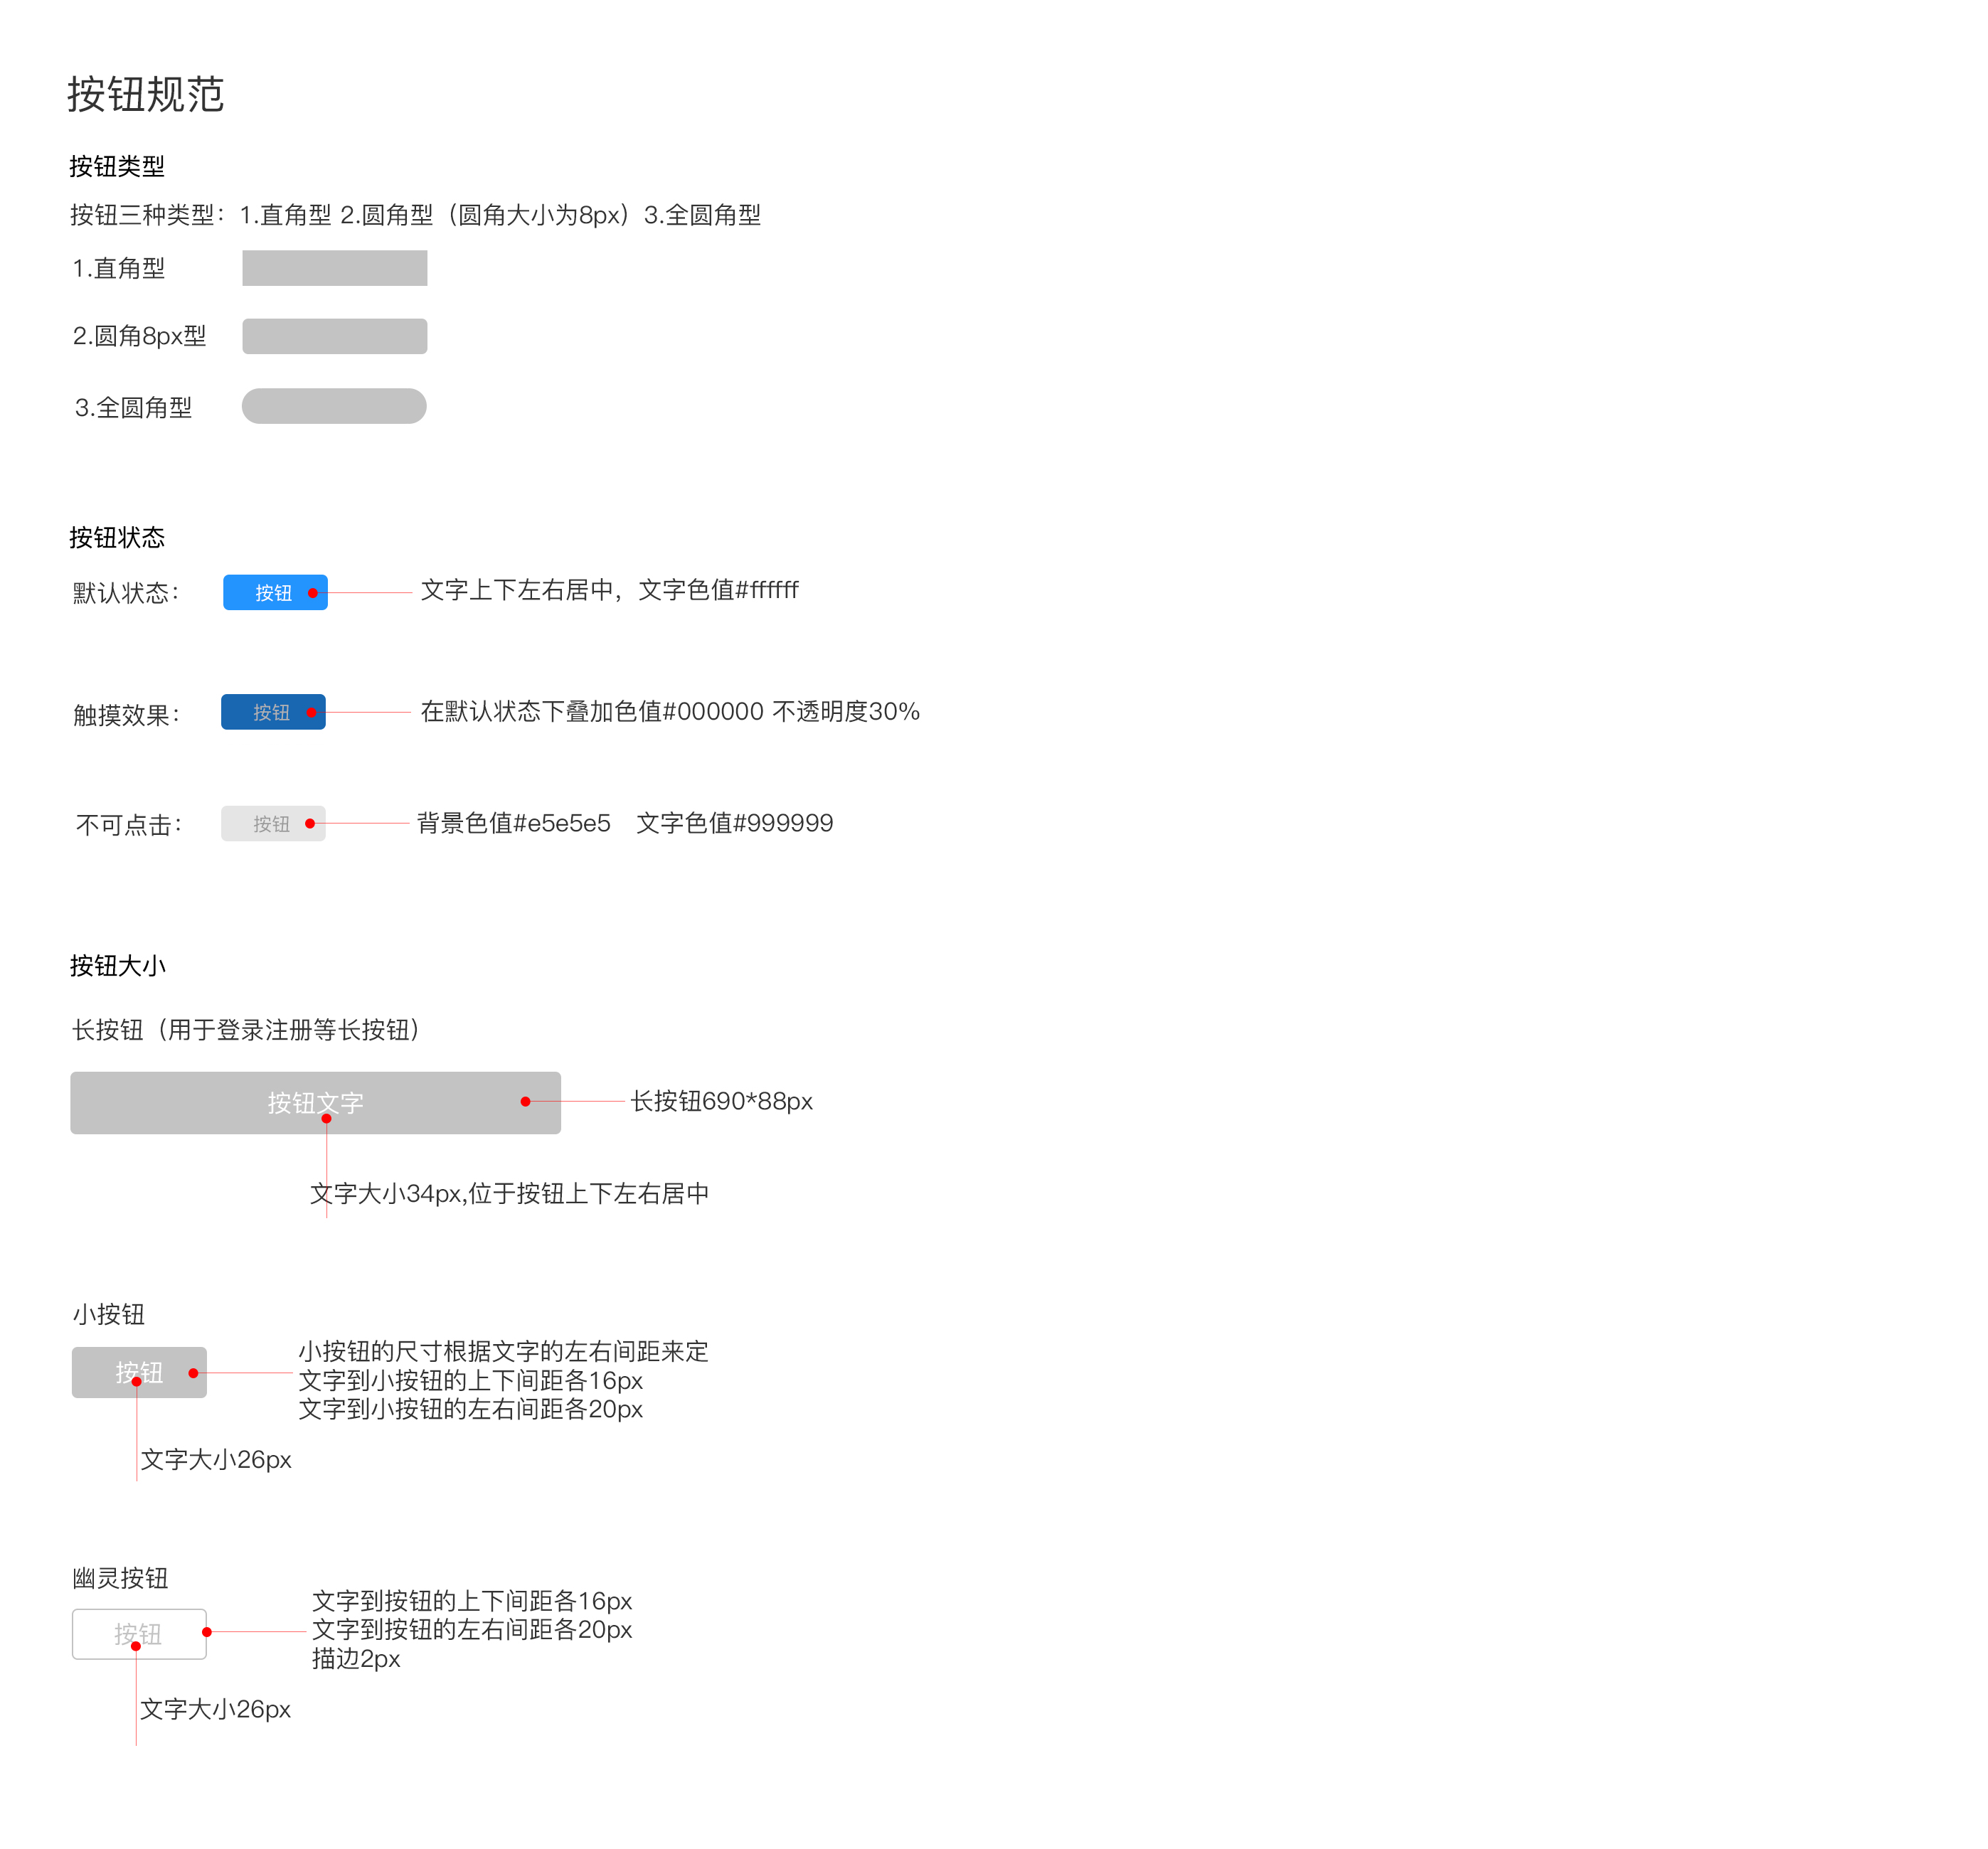 按钮规范
按钮类型
按钮三种类型：1.直角型 2.圆角型（圆角大小为8px）3.全圆角型
1.直角型
2.圆角8px型
3.全圆角型
按钮状态
默认状态：
按钮
文字上下左右居中，文字色值#ffffff
触摸效果：
按钮
在默认状态下叠加色值#000000 不透明度30%
不可点击：
按钮
背景色值#e5e5e5 文字色值#999999
按钮大小
长按钮（用于登录注册等长按钮）
按钮文字
长按钮690*88px
文字大小34px,位于按钮上下左右居中
小按钮
按钮
小按钮的尺寸根据文字的左右间距来定
文字到小按钮的上下间距各16px
文字到小按钮的左右间距各20px
文字大小26px
幽灵按钮
按钮
文字到按钮的上下间距各16px
文字到按钮的左右间距各20px
描边2px
文字大小26px